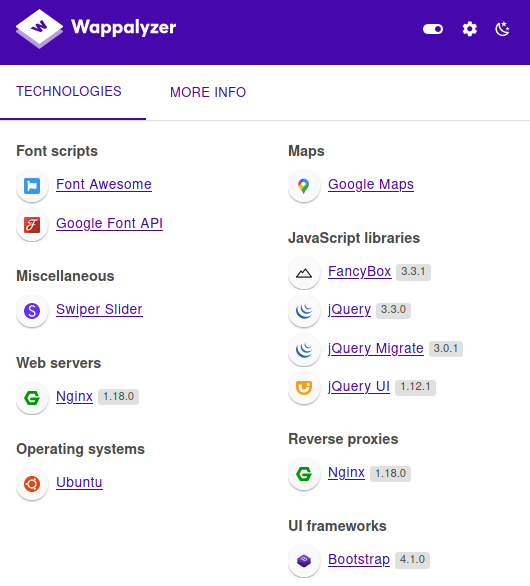 Wappalyzer
TECHNOLOGIES
MORE INFO
Font scripts
Font Awesome
Google Font API
Miscellaneous
Swiper Slider
Web servers
Nginx 1.18.0
Operating systems
Ubuntu
Maps
Google Maps
JavaScript libraries
FancyBox 3.3.1
jQuery 3.3.0
jQuery Migrate 3.0.1
jQuery UI 1.12.1
Reverse proxies
Nginx 1.18.0
UI frameworks
Bootstrap 4.1.0